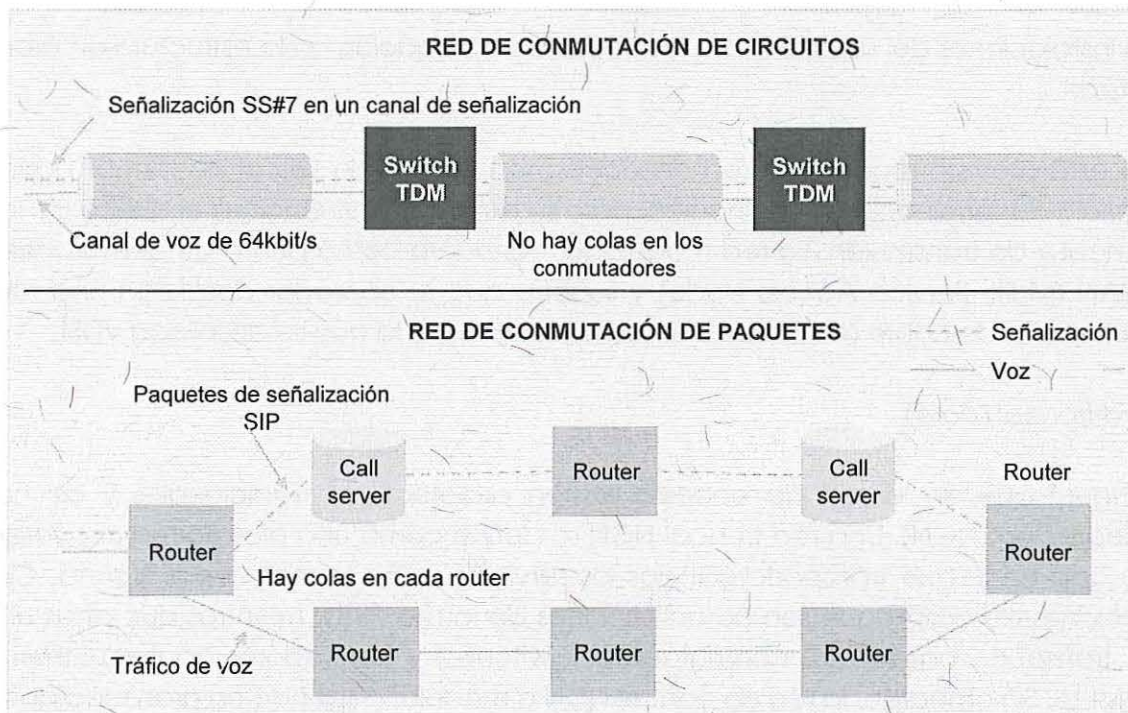 RED DE CONMUTACIÓN DE CIRCUITOS
Señalización SS#7 en un canal de señalización
Switch
TDM
Switch
TDM
Canal de voz de 64kbit/s
No hay colas en los
conmutadores
RED DE CONMUTACIÓN DE PAQUETES
Señalización
Voz
Paquetes de señalización
SIP
Call
server
Router
Call
server
Router
Router
Router
Hay colas en cada router
Tráfico de voz
Router
Router
Router